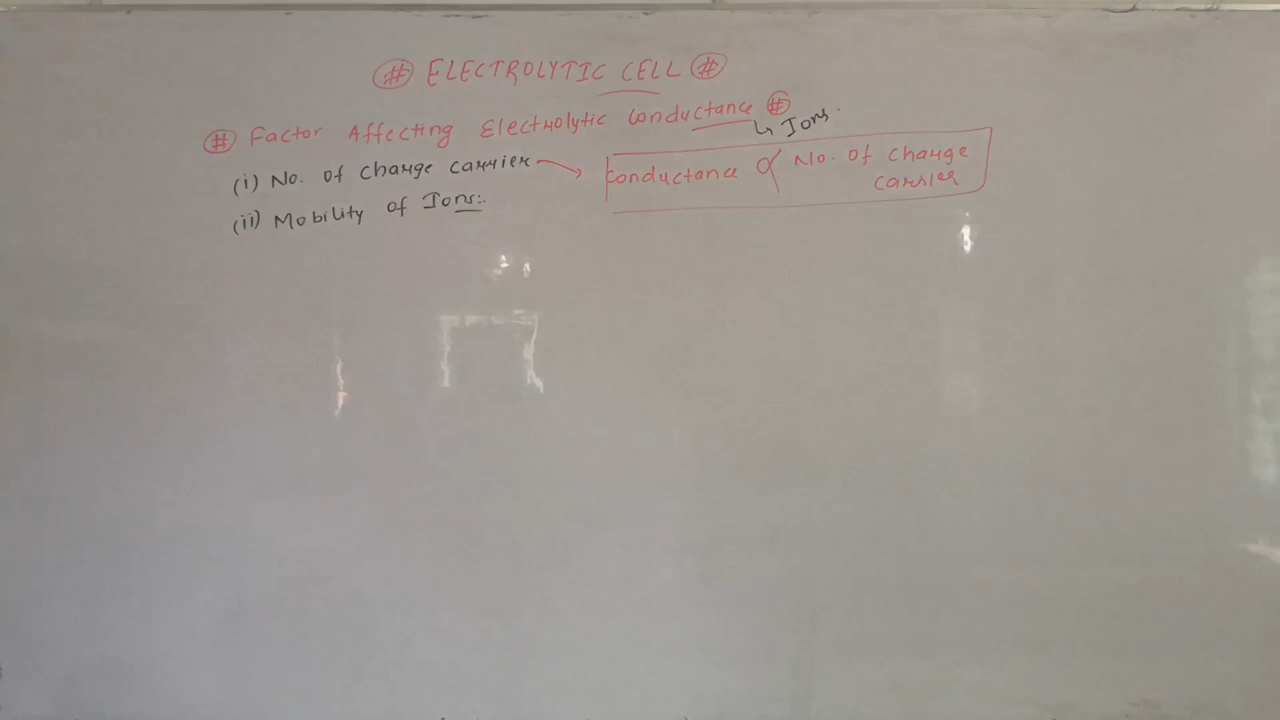 # ELECTROLYTIC CELL #
# Factor Affecting Electrolytic Conductance #
↳ Ions.
(i) No. of charge carrier → Conductance ∝ No. of charge carrier
(ii) Mobility of Ions:.